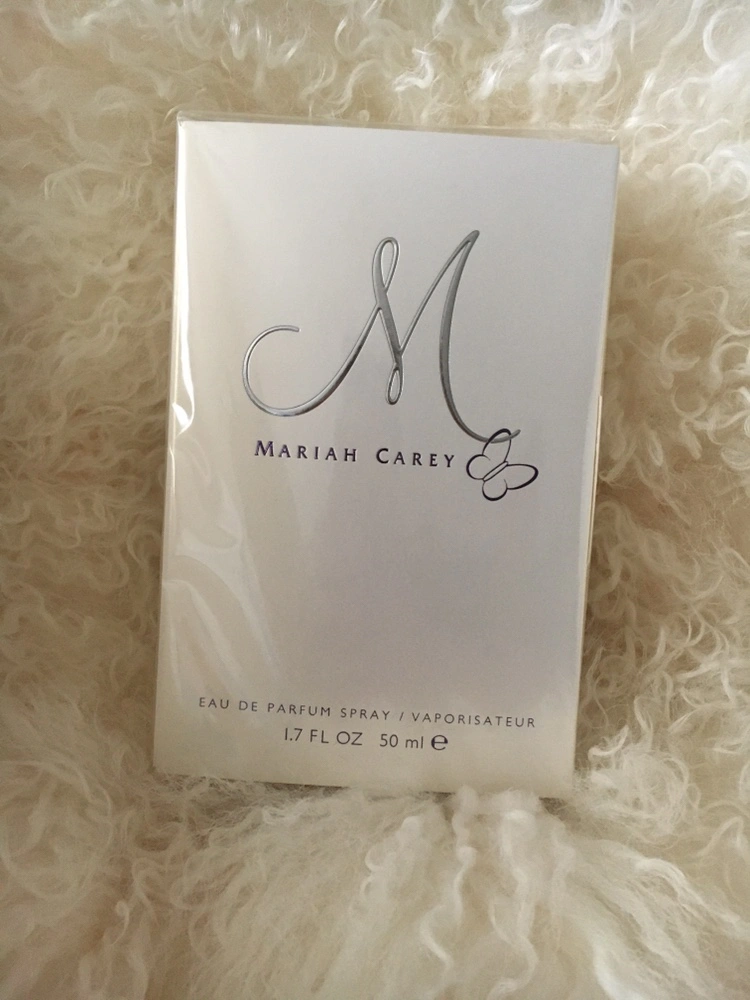 M
MARIAH CAREY
EAU DE PARFUM SPRAY / VAPORISATEUR
1.7 FL OZ 50 ml ℮